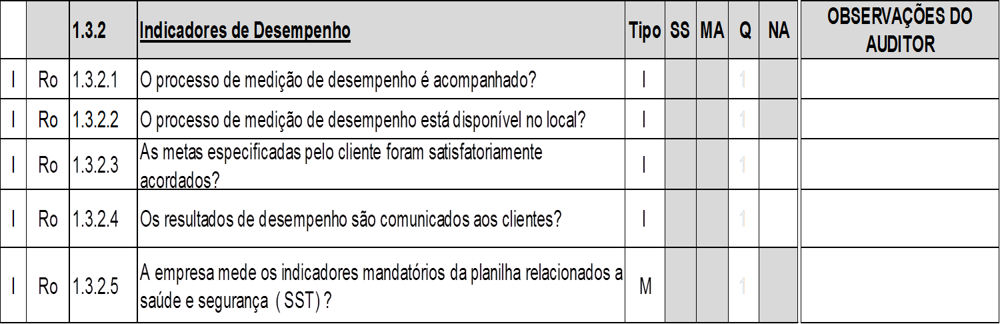 1.3.2 Indicadores de Desempenho Tipo SS MA Q NA OBSERVAÇÕES DO
AUDITOR
I Ro 1.3.2.1 O processo de medição de desempenho é acompanhado? I 1
I Ro 1.3.2.2 O processo de medição de desempenho está disponível no local? I 1
I Ro 1.3.2.3 As metas especificadas pelo cliente foram satisfatoriamente
acordados? I 1
I Ro 1.3.2.4 Os resultados de desempenho são comunicados aos clientes? I 1
I Ro 1.3.2.5 A empresa mede os indicadores mandatórios da planilha relacionados a
saúde e segurança ( SST) ? M 1